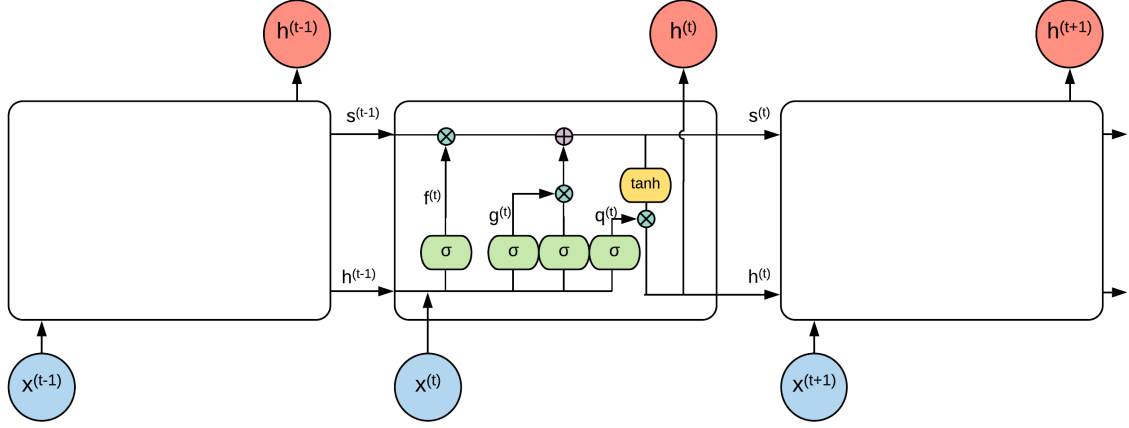 h(t-1)
h(t)
h(t+1)
s(t-1)
s(t)
tanh
f(t)
g(t)
q(t)
σ
σ
σ
σ
h(t-1)
h(t)
x(t-1)
x(t)
x(t+1)